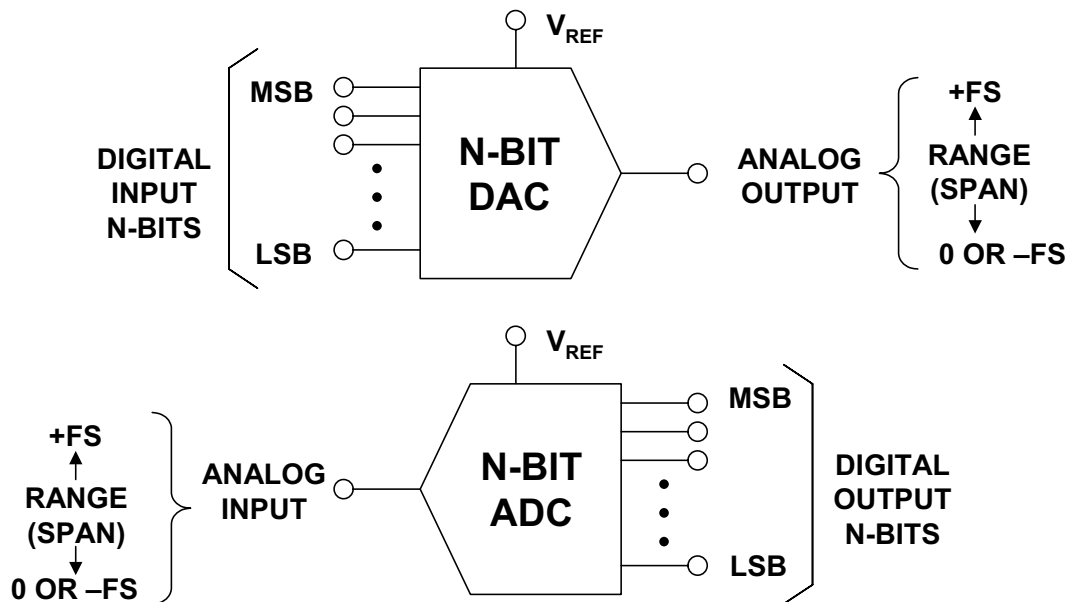 V_REF
MSB
DIGITAL
INPUT
N-BITS
LSB
N-BIT
DAC
ANALOG
OUTPUT
+FS
RANGE
(SPAN)
0 OR –FS
V_REF
+FS
RANGE
(SPAN)
0 OR –FS
ANALOG
INPUT
N-BIT
ADC
MSB
LSB
DIGITAL
OUTPUT
N-BITS